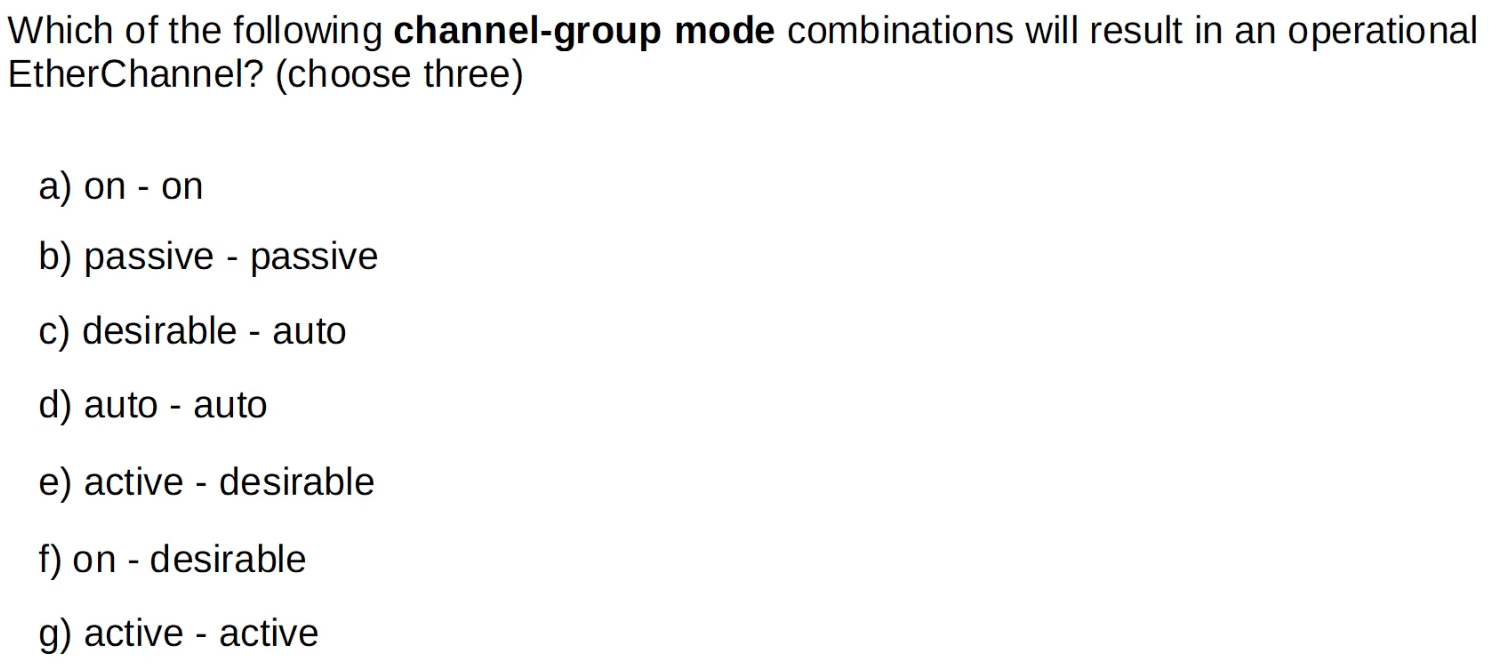 Which of the following channel-group mode combinations will result in an operational
EtherChannel? (choose three)
a) on - on
b) passive - passive
c) desirable - auto
d) auto - auto
e) active - desirable
f) on - desirable
g) active - active